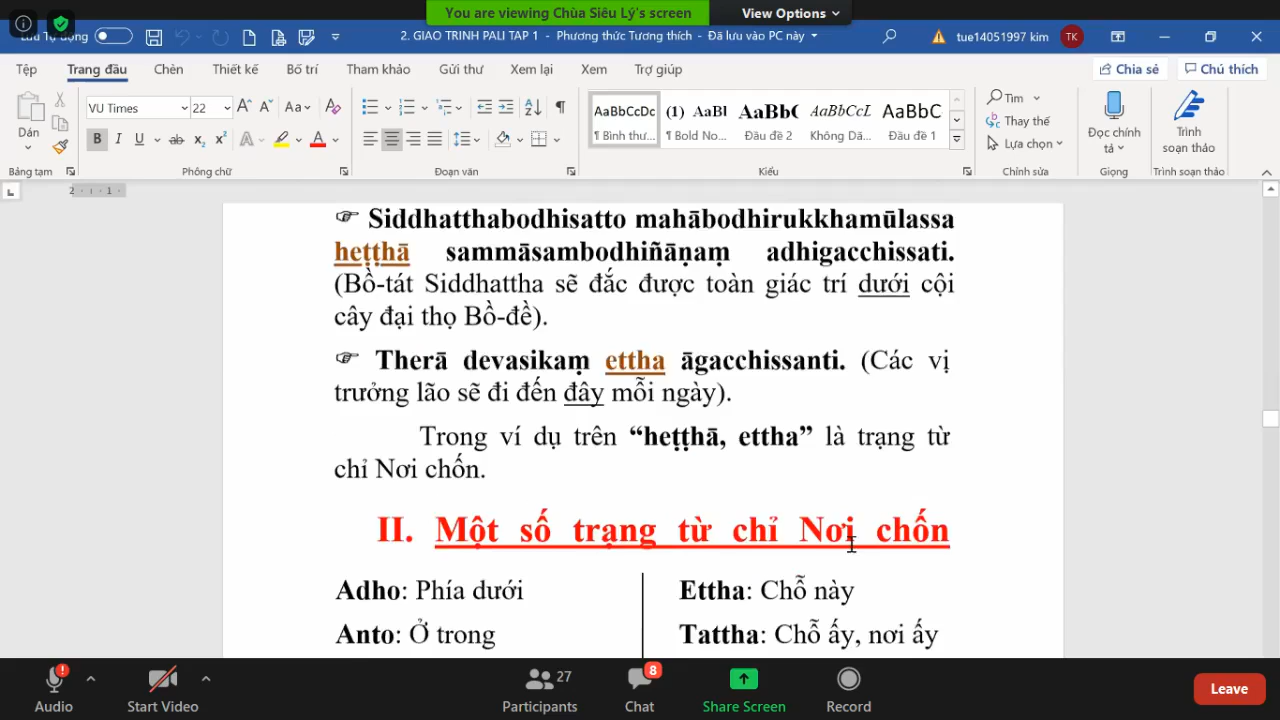 You are viewing Chùa Siêu Lý's screen
View Options
Lưu Tự động
2. GIAO TRINH PALI TAP 1 - Phương thức Tương thích - Đã lưu vào PC này
tue14051997 kim
TK
Tệp Trang đầu Chèn Thiết kế Bố trí Tham khảo Gửi thư Xem lại Xem Trợ giúp
Chia sẻ Chú thích
Dán
VU Times 22
Aa
B I U ab x₂ x² A A
AaBbCcDc (1) AaBl AaBb( AaBbCcL AaBbC
¶ Bình thư... ¶ Bold No... Đầu đề 2 Không Dã... Đầu đề 1
Tìm
Thay thế
Lựa chọn
Đọc chính tả
Trình soạn thảo
Bảng tạm Phông chữ Đoạn văn Kiểu Chỉnh sửa Giọng Trình soạn thảo
2 1
☞ Siddhatthabodhisatto mahābodhirukkhamūlassa
heṭṭhā sammāsambodhiñāṇaṃ adhigacchissati.
(Bồ-tát Siddhattha sẽ đắc được toàn giác trí dưới cội
cây đại thọ Bồ-đề).
☞ Therā devasikaṃ ettha āgacchissanti. (Các vị
trưởng lão sẽ đi đến đây mỗi ngày).
Trong ví dụ trên “heṭṭhā, ettha” là trạng từ
chỉ Nơi chốn.
II. Một số trạng từ chỉ Nơi chốn
Adho: Phía dưới
Anto: Ở trong
Ettha: Chỗ này
Tattha: Chỗ ấy, nơi ấy
Audio Start Video Participants 27 Chat 8 Share Screen Record Leave